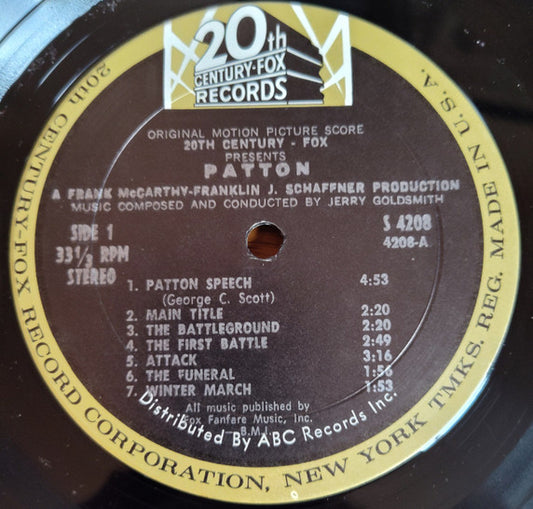 20th
CENTURY-FOX
RECORDS
ORIGINAL MOTION PICTURE SCORE
20TH CENTURY - FOX
PRESENTS
PATTON
A FRANK McCARTHY-FRANKLIN J. SCHAFFNER PRODUCTION
MUSIC COMPOSED AND CONDUCTED BY JERRY GOLDSMITH
SIDE 1
33 1/3 RPM
STEREO
S 4208
4208-A
1. PATTON SPEECH 4:53
(George C. Scott)
2. MAIN TITLE 2:20
3. THE BATTLEGROUND 2:20
4. THE FIRST BATTLE 2:49
5. ATTACK 3:16
6. THE FUNERAL 1:56
7. WINTER MARCH 1:53
All music published by
Fox Fanfare Music, Inc.
B.M.I.
Distributed By ABC Records Inc.
20th CENTURY-FOX RECORD CORPORATION, NEW YORK TMKS. REG. MADE IN U.S.A.